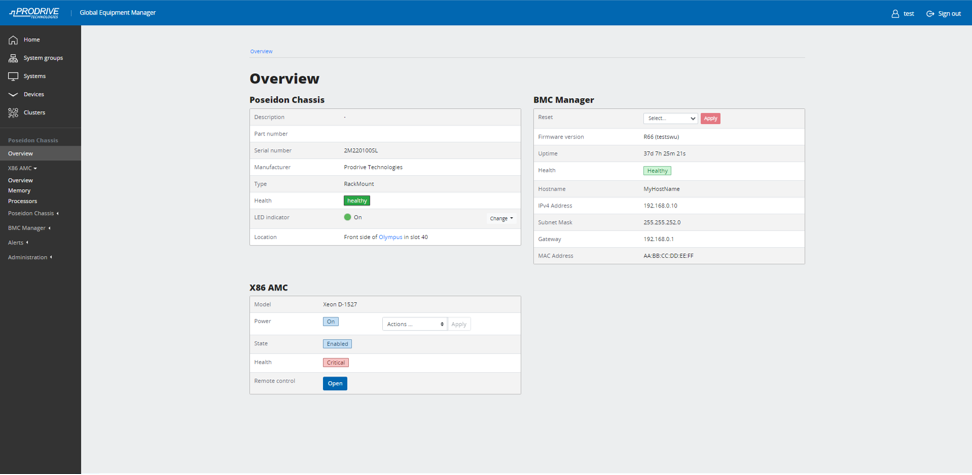 PRODRIVE TECHNOLOGIES | Global Equipment Manager test Sign out
Home
System groups
Systems
Devices
Clusters
Poseidon Chassis
Overview
X86 AMC
Overview
Memory
Processors
Poseidon Chassis
BMC Manager
Alerts
Administration
Overview
Overview
Poseidon Chassis
Description -
Part number
Serial number 2M220100SL
Manufacturer Prodrive Technologies
Type RackMount
Health healthy
LED indicator On Change
Location Front side of Olympus in slot 40
BMC Manager
Reset Select... Apply
Firmware version R66 (testswu)
Uptime 37d 7h 25m 21s
Health Healthy
Hostname MyHostName
IPv4 Address 192.168.0.10
Subnet Mask 255.255.252.0
Gateway 192.168.0.1
MAC Address AA:BB:CC:DD:EE:FF
X86 AMC
Model Xeon D-1527
Power On Actions ... Apply
State Enabled
Health Critical
Remote control Open